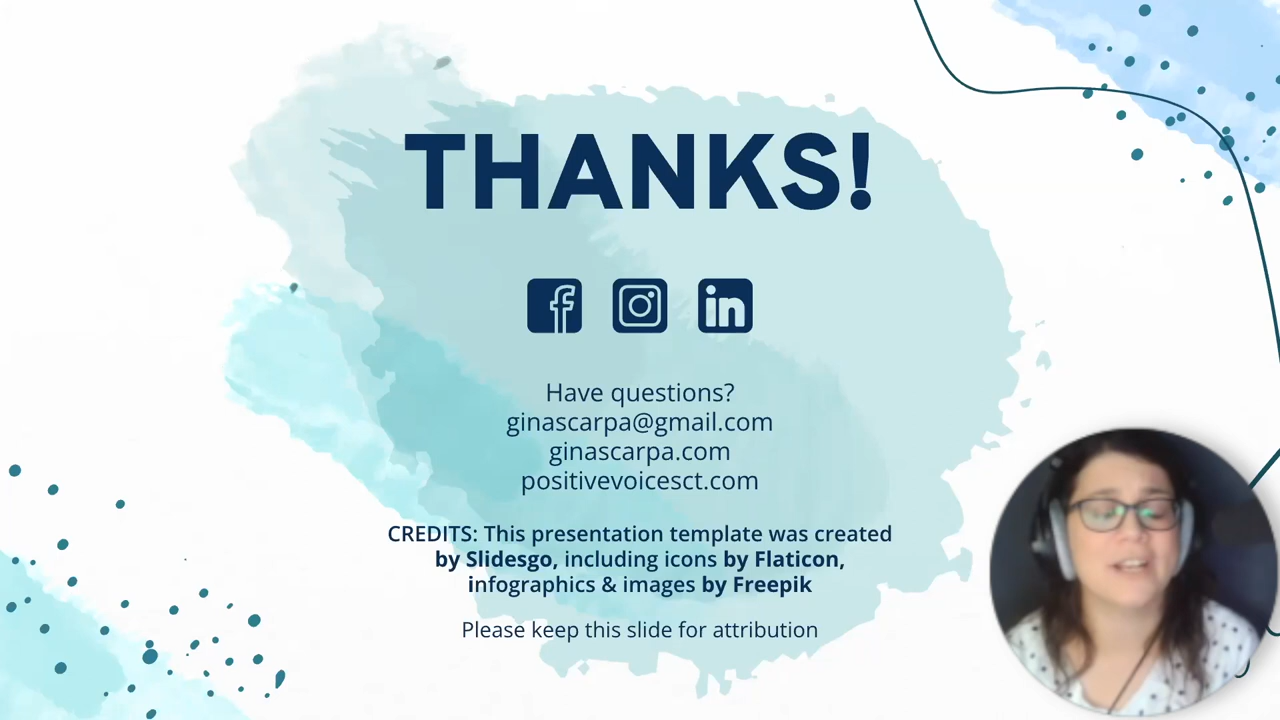 THANKS!
Have questions?
ginascarpa@gmail.com
ginascarpa.com
positivevoicesct.com
CREDITS: This presentation template was created
by Slidesgo, including icons by Flaticon,
infographics & images by Freepik
Please keep this slide for attribution